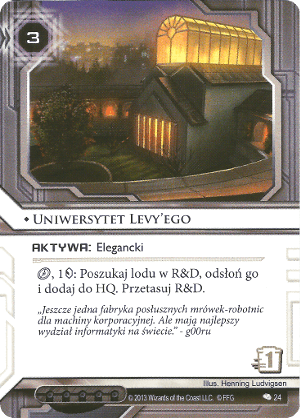 3
UNIWERSYTET LEVY'EGO
AKTYWA: Elegancki
, 1: Poszukaj lodu w R&D, odsłoń go
i dodaj do HQ. Przetasuj R&D.
„Jeszcze jedna fabryka posłusznych mrówek-robotnic
dla machiny korporacyjnej. Ale mają najlepszy
wydział informatyki na świecie." - g00ru
1
Illus. Henning Ludvigsen
© 2013 Wizards of the Coast LLC. © FFG
24